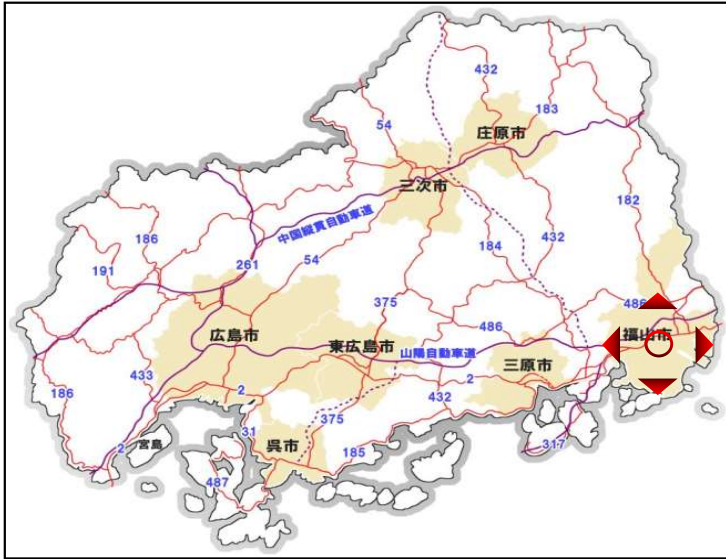 432
183
54
庄原市
三次市
182
中国縦貫自動車道
186
184
432
191
261
54
375
486
486
広島市
東広島市
山陽自動車道
福山市
三原市
433
2
2
186
432
375
31
2
宮島
呉市
185
317
487